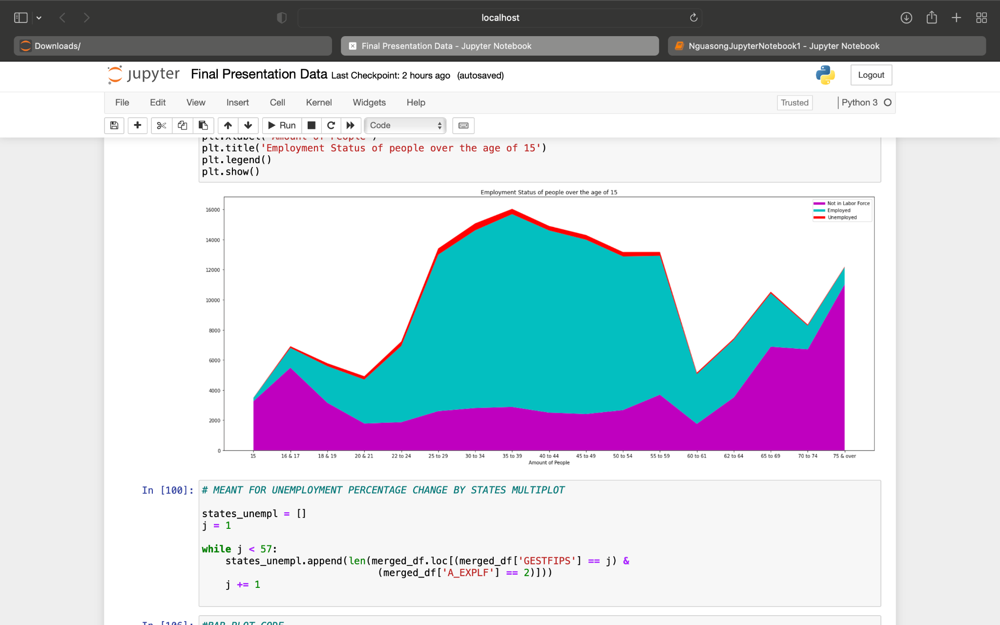 localhost
Downloads/
Final Presentation Data - Jupyter Notebook
NguasongJupyterNotebook1 - Jupyter Notebook
jupyter Final Presentation Data Last Checkpoint: 2 hours ago (autosaved)
Logout
File Edit View Insert Cell Kernel Widgets Help
Trusted
Python 3
Run
Code
plt.xlabel('Amount of People')
plt.title('Employment Status of people over the age of 15')
plt.legend()
plt.show()
Employment Status of people over the age of 15
Not in Labor Force
Employed
Unemployed
16000
14000
12000
10000
8000
6000
4000
2000
0
15 16 & 17 18 & 19 20 & 21 22 to 24 25 to 29 30 to 34 35 to 39 40 to 44 45 to 49 50 to 54 55 to 59 60 to 61 62 to 64 65 to 69 70 to 74 75 & over
Amount of People
In [100]:
# MEANT FOR UNEMPLOYMENT PERCENTAGE CHANGE BY STATES MULTIPLOT
states_unempl = []
j = 1
while j < 57:
states_unempl.append(len(merged_df.loc[(merged_df['GESTFIPS'] == j) &
(merged_df['A_EXPLF'] == 2)]))
j += 1
In [106]:
#BAR PLOT CODE